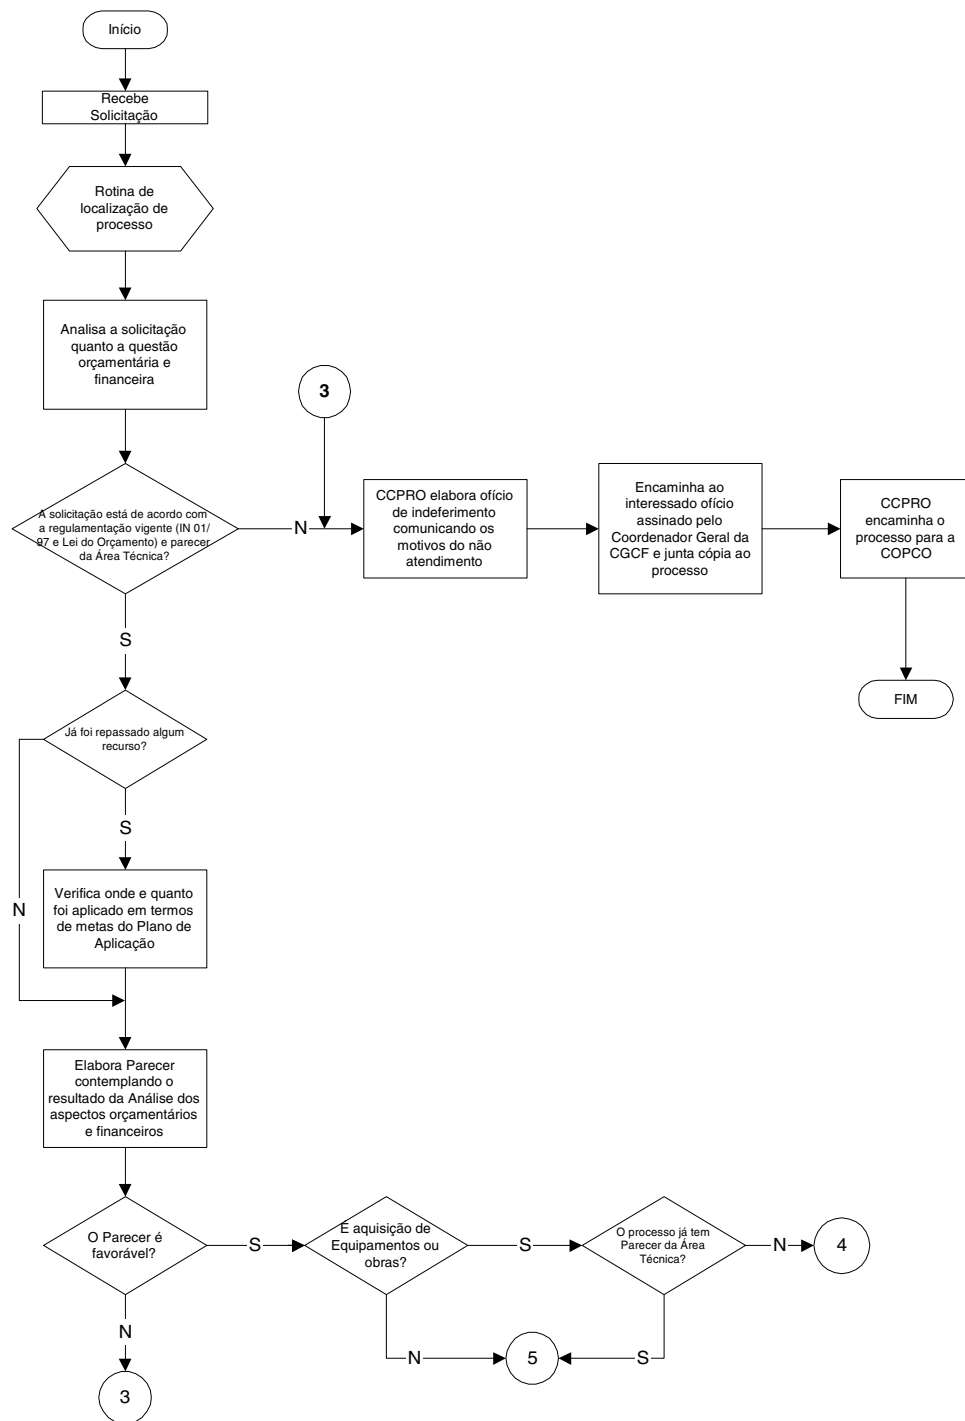 Início
Recebe
Solicitação
Rotina de
localização de
processo
Analisa a solicitação
quanto a questão
orçamentária e
financeira
3
A solicitação está de acordo com
a regulamentação vigente (IN 01/
97 e Lei do Orçamento) e parecer
da Área Técnica?
N
CCPRO elabora ofício
de indeferimento
comunicando os
motivos do não
atendimento
Encaminha ao
interessado ofício
assinado pelo
Coordenador Geral da
CGCF e junta cópia ao
processo
CCPRO
encaminha o
processo para a
COPCO
FIM
S
Já foi repassado algum
recurso?
S
N
Verifica onde e quanto
foi aplicado em termos
de metas do Plano de
Aplicação
Elabora Parecer
contemplando o
resultado da Análise dos
aspectos orçamentários
e financeiros
O Parecer é
favorável?
S
É aquisição de
Equipamentos ou
obras?
S
O processo já tem
Parecer da Área
Técnica?
N
4
N
3
N
5
S